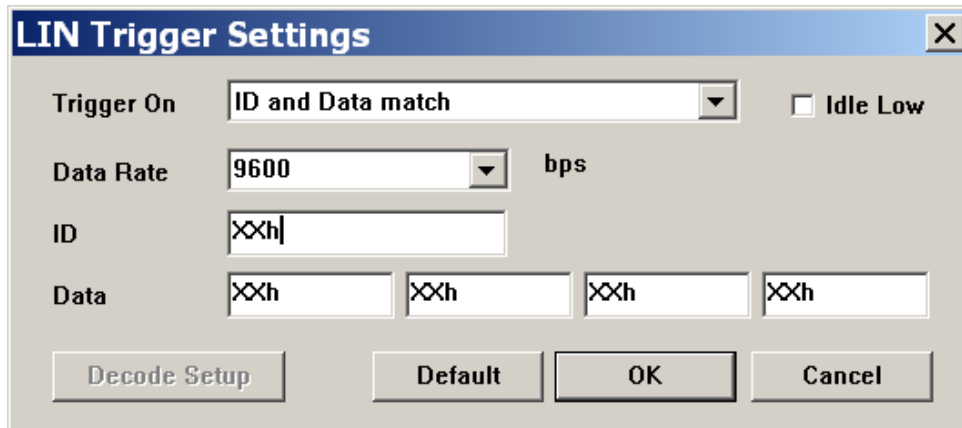 LIN Trigger Settings
Trigger On ID and Data match Idle Low
Data Rate 9600 bps
ID XXh
Data XXh XXh XXh XXh
Decode Setup Default OK Cancel